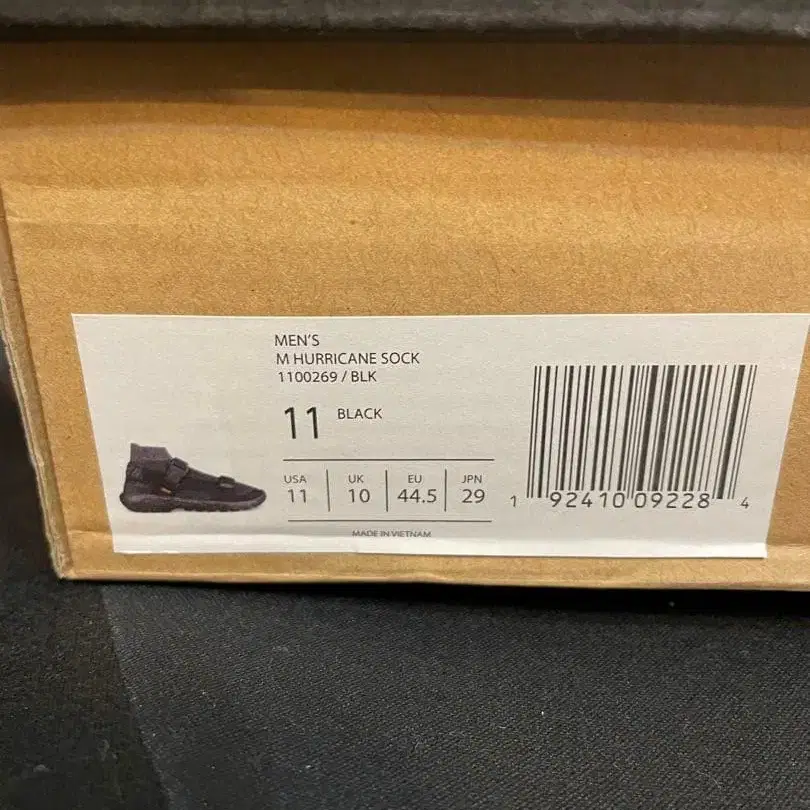 MEN'S
M HURRICANE SOCK
1100269 / BLK
11 BLACK
USA UK EU JPN
11 10 44.5 29
MADE IN VIETNAM
1 92410 09228 4